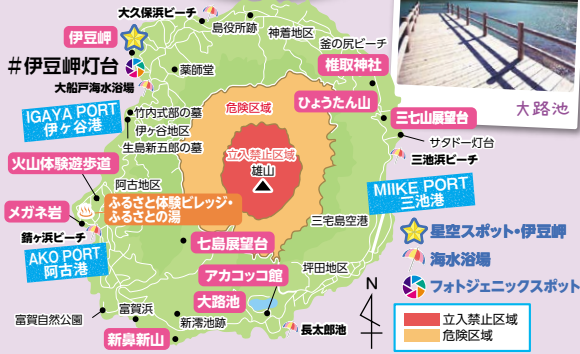 大久保浜ビーチ
島役所跡
神着地区
伊豆岬
釜の尻ビーチ
#伊豆岬灯台
椎取神社
薬師堂
大船戸海水浴場
ひょうたん山
危険区域
三七山展望台
IGAYA PORT
伊ヶ谷港
竹内式部の墓
伊ヶ谷地区
生島新五郎の墓
立入禁止区域
雄山
サタドー灯台
三池浜ビーチ
火山体験遊歩道
阿古地区
MIIKE PORT
三池港
ふるさと体験ビレッジ・
ふるさとの湯
メガネ岩
三宅島空港
錆ヶ浜ビーチ
七島展望台
AKO PORT
阿古港
アカコッコ館
坪田地区
大路池
富賀浜
富賀自然公園
新澪池跡
新鼻新山
長太郎池
大路池
星空スポット・伊豆岬
海水浴場
フォトジェニックスポット
N
立入禁止区域
危険区域